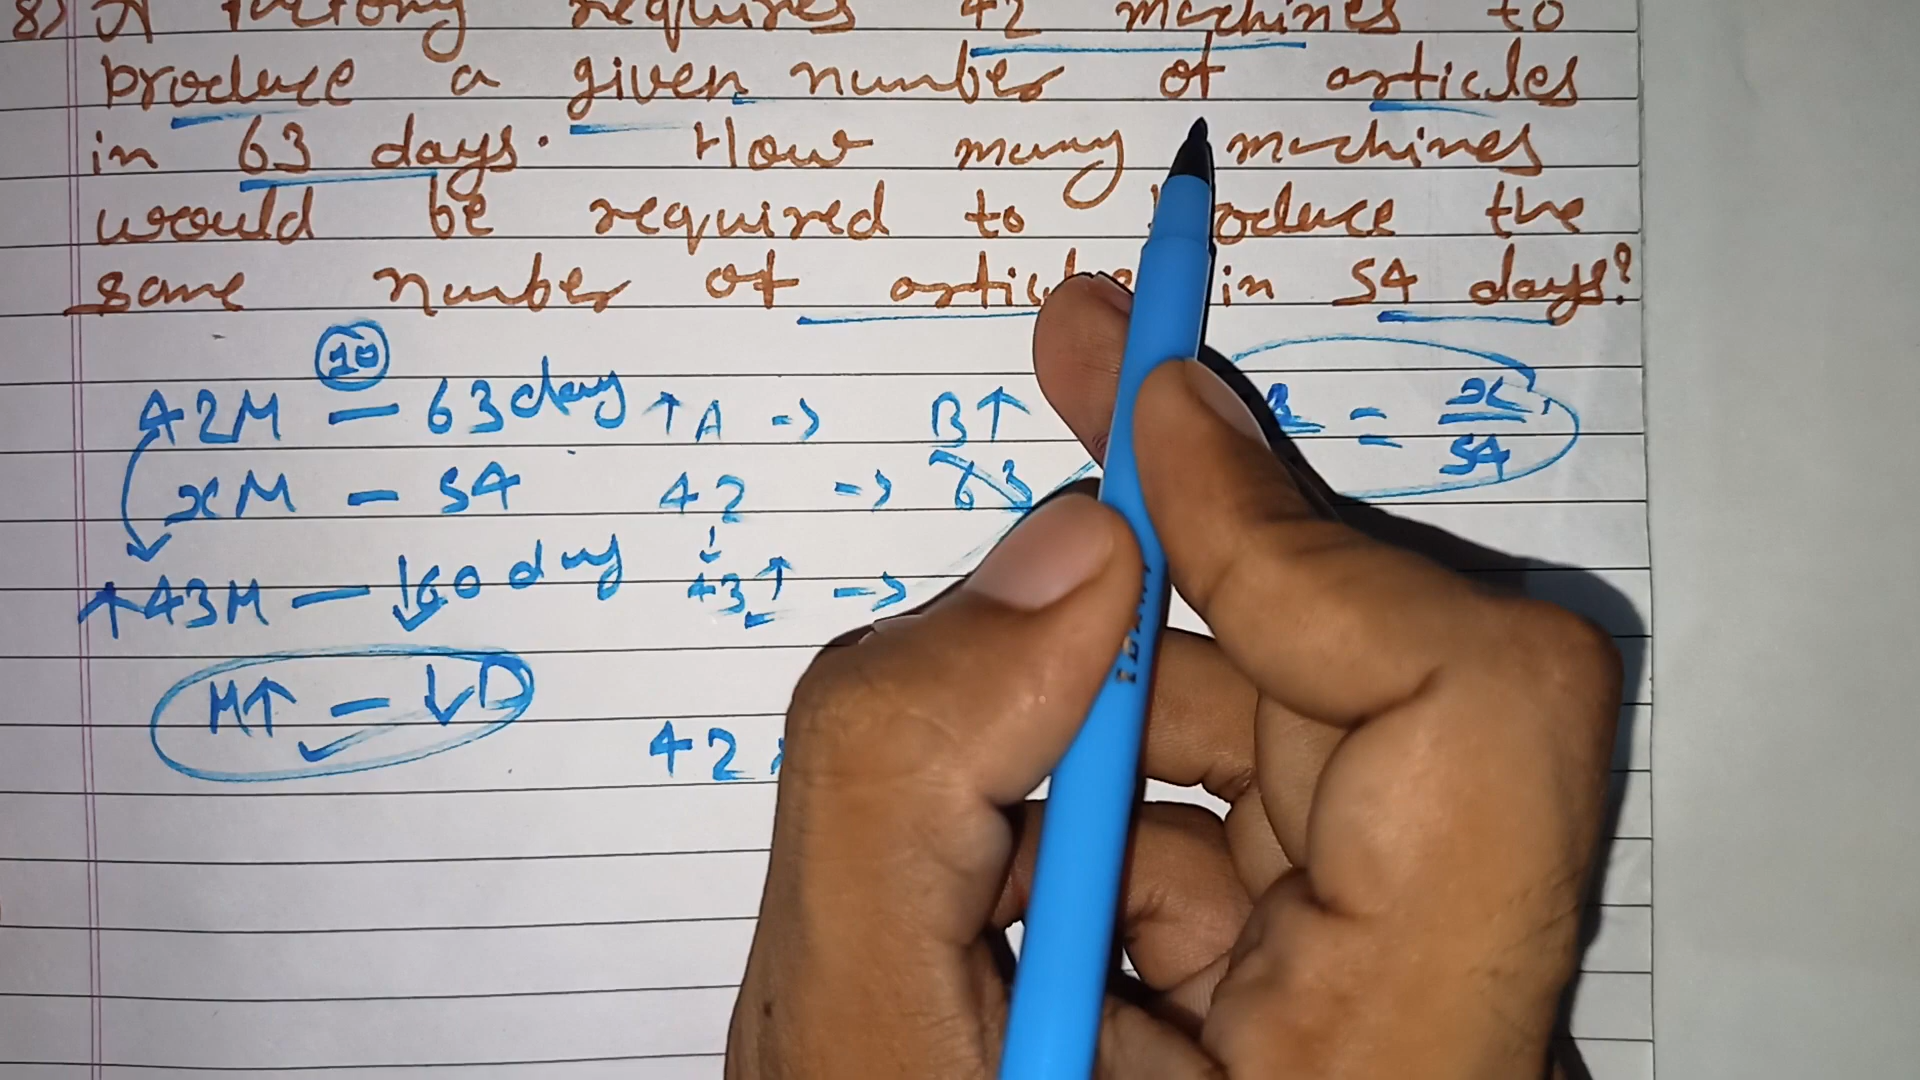 8) A factory requires 42 machines to
produce a given number of articles
in 63 days. How many machines
would be required to produce the
same number of articles in 54 days?
10
42M — 63 day ↑A -> B↑ = x/54
xM — 54 42 -> 63
↑43M — ↓60 day 43↑ ->
M↑ — ↓D
42